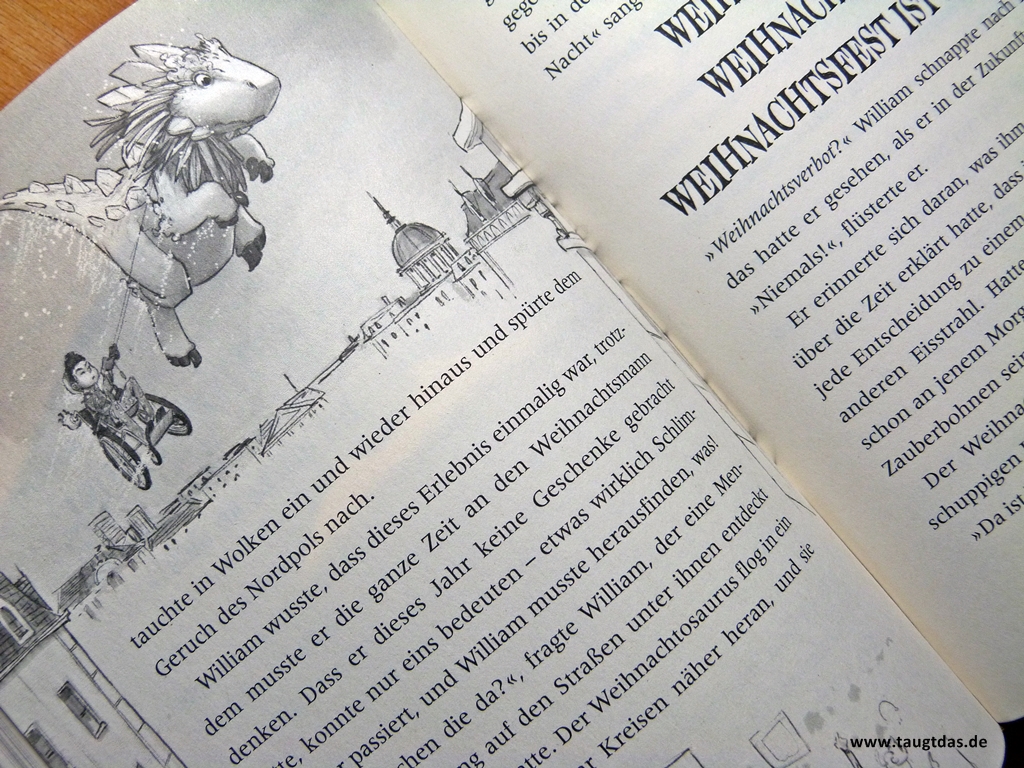 tauchte in Wolken ein und wieder hinaus und spürte dem
Geruch des Nordpols nach.
William wusste, dass dieses Erlebnis einmalig war, trotz-
dem musste er die ganze Zeit an den Weihnachtsmann
denken. Dass er dieses Jahr keine Geschenke gebracht
konnte nur eins bedeuten – etwas wirklich Schlim-
passiert, und William musste herausfinden, was!
die da?«, fragte William, der eine Men-
auf den Straßen unter ihnen entdeckt
Der Weihnachtosaurus flog in ein
Kreisen näher heran, und sie
bis in
Nacht« sang
WEIHNACHTSFEST IST
»Weihnachtsverbot?« William schnappte nach
das hatte er gesehen, als er in der Zukunft
»Niemals!«, flüsterte er.
Er erinnerte sich daran, was ihm
über die Zeit erklärt hatte, dass
jede Entscheidung zu einem
anderen Eisstrahl. Hatte
schon an jenem Morg
Zauberbohnen sei
Der Weihna
schuppigen
»Da ist
www.taugtdas.de